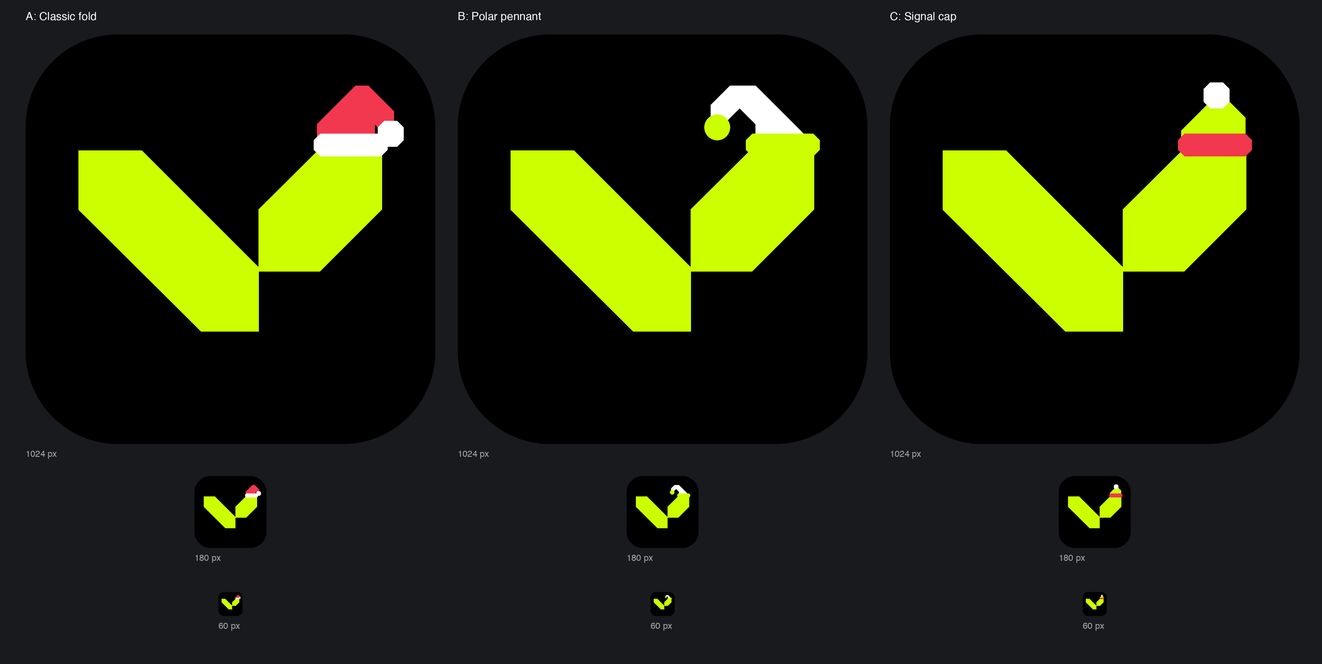 A: Classic fold
B: Polar pennant
C: Signal cap
1024 px
1024 px
1024 px
180 px
180 px
180 px
60 px
60 px
60 px